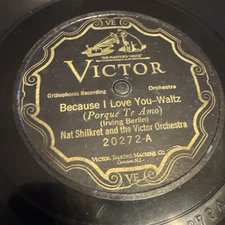 VE
"HIS MASTER'S VOICE"
VICTOR
Orthophonic Recording Orchestra
Because I Love You-Waltz
(Porque Te Amo)
(Irving Berlin)
Nat Shilkret and the Victor Orchestra
20272-A
VICTOR TALKING MACHINE CO.
Camden, N.J.
VE